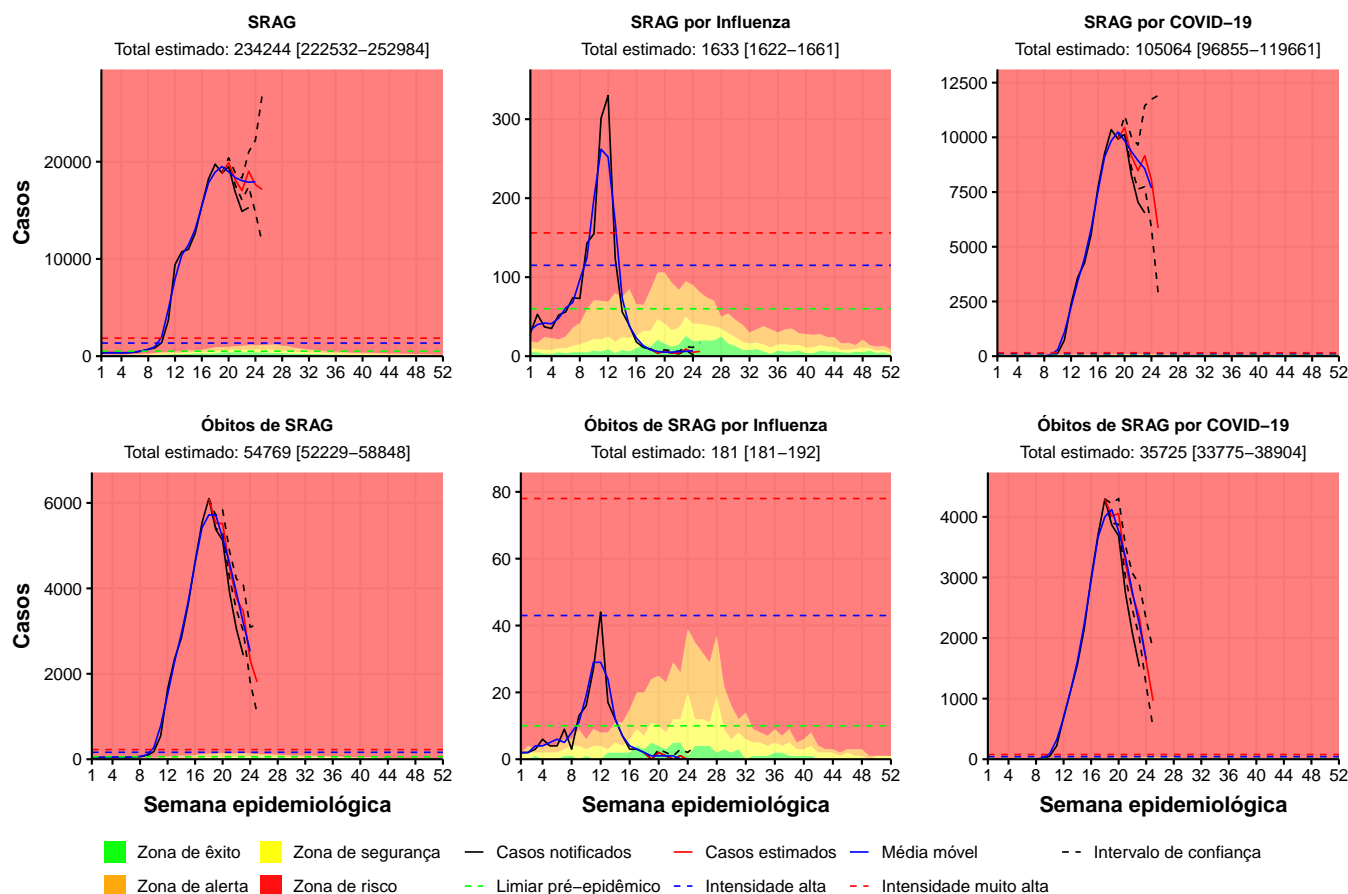 SRAG
Total estimado: 234244 [222532−252984]
SRAG por Influenza
Total estimado: 1633 [1622−1661]
SRAG por COVID−19
Total estimado: 105064 [96855−119661]
Casos
20000
10000
0
1 4 8 12 16 20 24 28 32 36 40 44 48 52
300
200
100
0
1 4 8 12 16 20 24 28 32 36 40 44 48 52
12500
10000
7500
5000
2500
0
1 4 8 12 16 20 24 28 32 36 40 44 48 52
Óbitos de SRAG
Total estimado: 54769 [52229−58848]
Óbitos de SRAG por Influenza
Total estimado: 181 [181−192]
Óbitos de SRAG por COVID−19
Total estimado: 35725 [33775−38904]
Casos
6000
4000
2000
0
1 4 8 12 16 20 24 28 32 36 40 44 48 52
80
60
40
20
0
1 4 8 12 16 20 24 28 32 36 40 44 48 52
4000
3000
2000
1000
0
1 4 8 12 16 20 24 28 32 36 40 44 48 52
Semana epidemiológica
Semana epidemiológica
Semana epidemiológica
Zona de êxito
Zona de segurança
Casos notificados
Casos estimados
Média móvel
Intervalo de confiança
Zona de alerta
Zona de risco
Limiar pré−epidêmico
Intensidade alta
Intensidade muito alta